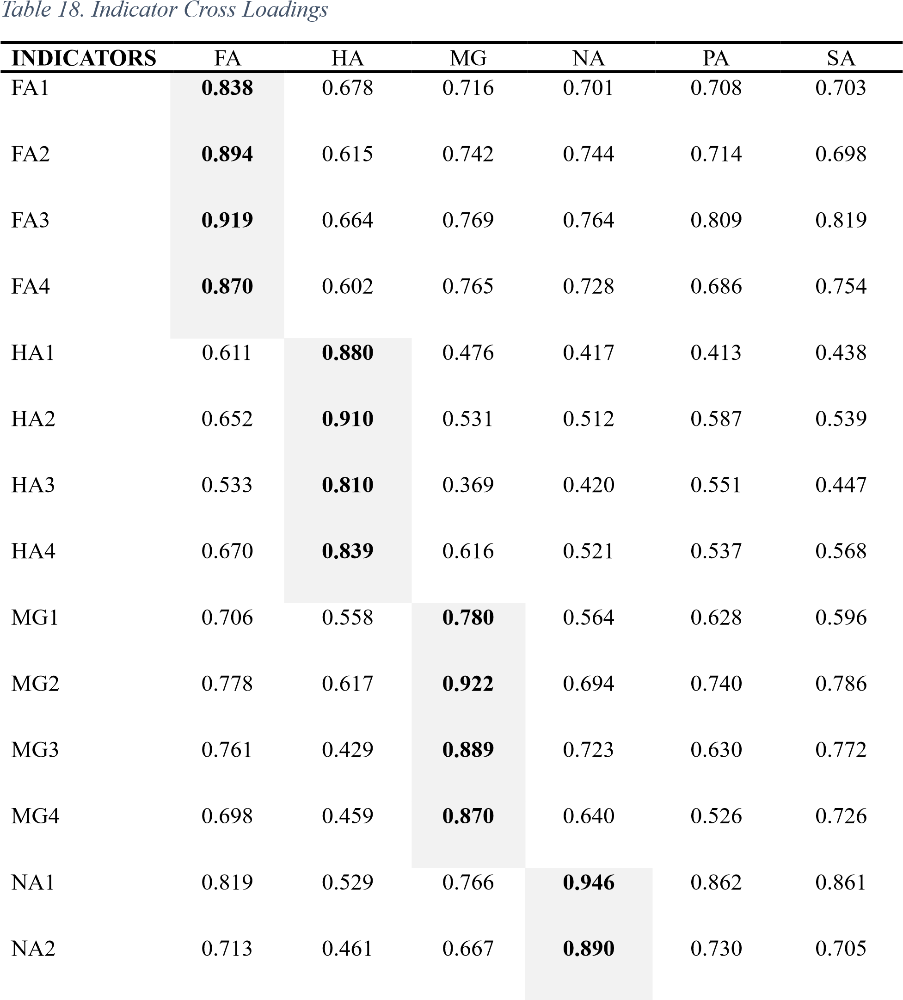 Table 18. Indicator Cross Loadings
INDICATORS FA HA MG NA PA SA
FA1 0.838 0.678 0.716 0.701 0.708 0.703
FA2 0.894 0.615 0.742 0.744 0.714 0.698
FA3 0.919 0.664 0.769 0.764 0.809 0.819
FA4 0.870 0.602 0.765 0.728 0.686 0.754
HA1 0.611 0.880 0.476 0.417 0.413 0.438
HA2 0.652 0.910 0.531 0.512 0.587 0.539
HA3 0.533 0.810 0.369 0.420 0.551 0.447
HA4 0.670 0.839 0.616 0.521 0.537 0.568
MG1 0.706 0.558 0.780 0.564 0.628 0.596
MG2 0.778 0.617 0.922 0.694 0.740 0.786
MG3 0.761 0.429 0.889 0.723 0.630 0.772
MG4 0.698 0.459 0.870 0.640 0.526 0.726
NA1 0.819 0.529 0.766 0.946 0.862 0.861
NA2 0.713 0.461 0.667 0.890 0.730 0.705